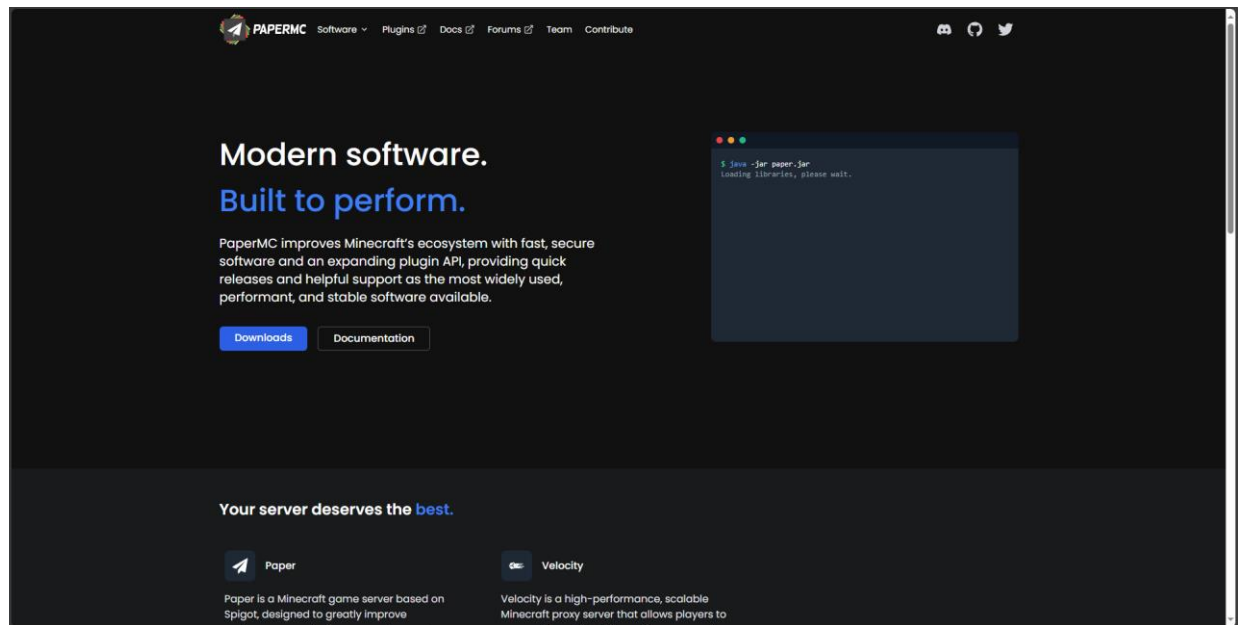 PAPERMC Software Plugins Docs Forums Team Contribute
Modern software.
Built to perform.
PaperMC improves Minecraft's ecosystem with fast, secure
software and an expanding plugin API, providing quick
releases and helpful support as the most widely used,
performant, and stable software available.
Downloads Documentation
$ java -jar paper.jar
Loading libraries, please wait.
Your server deserves the best.
Paper
Paper is a Minecraft game server based on
Spigot, designed to greatly improve
Velocity
Velocity is a high-performance, scalable
Minecraft proxy server that allows players to